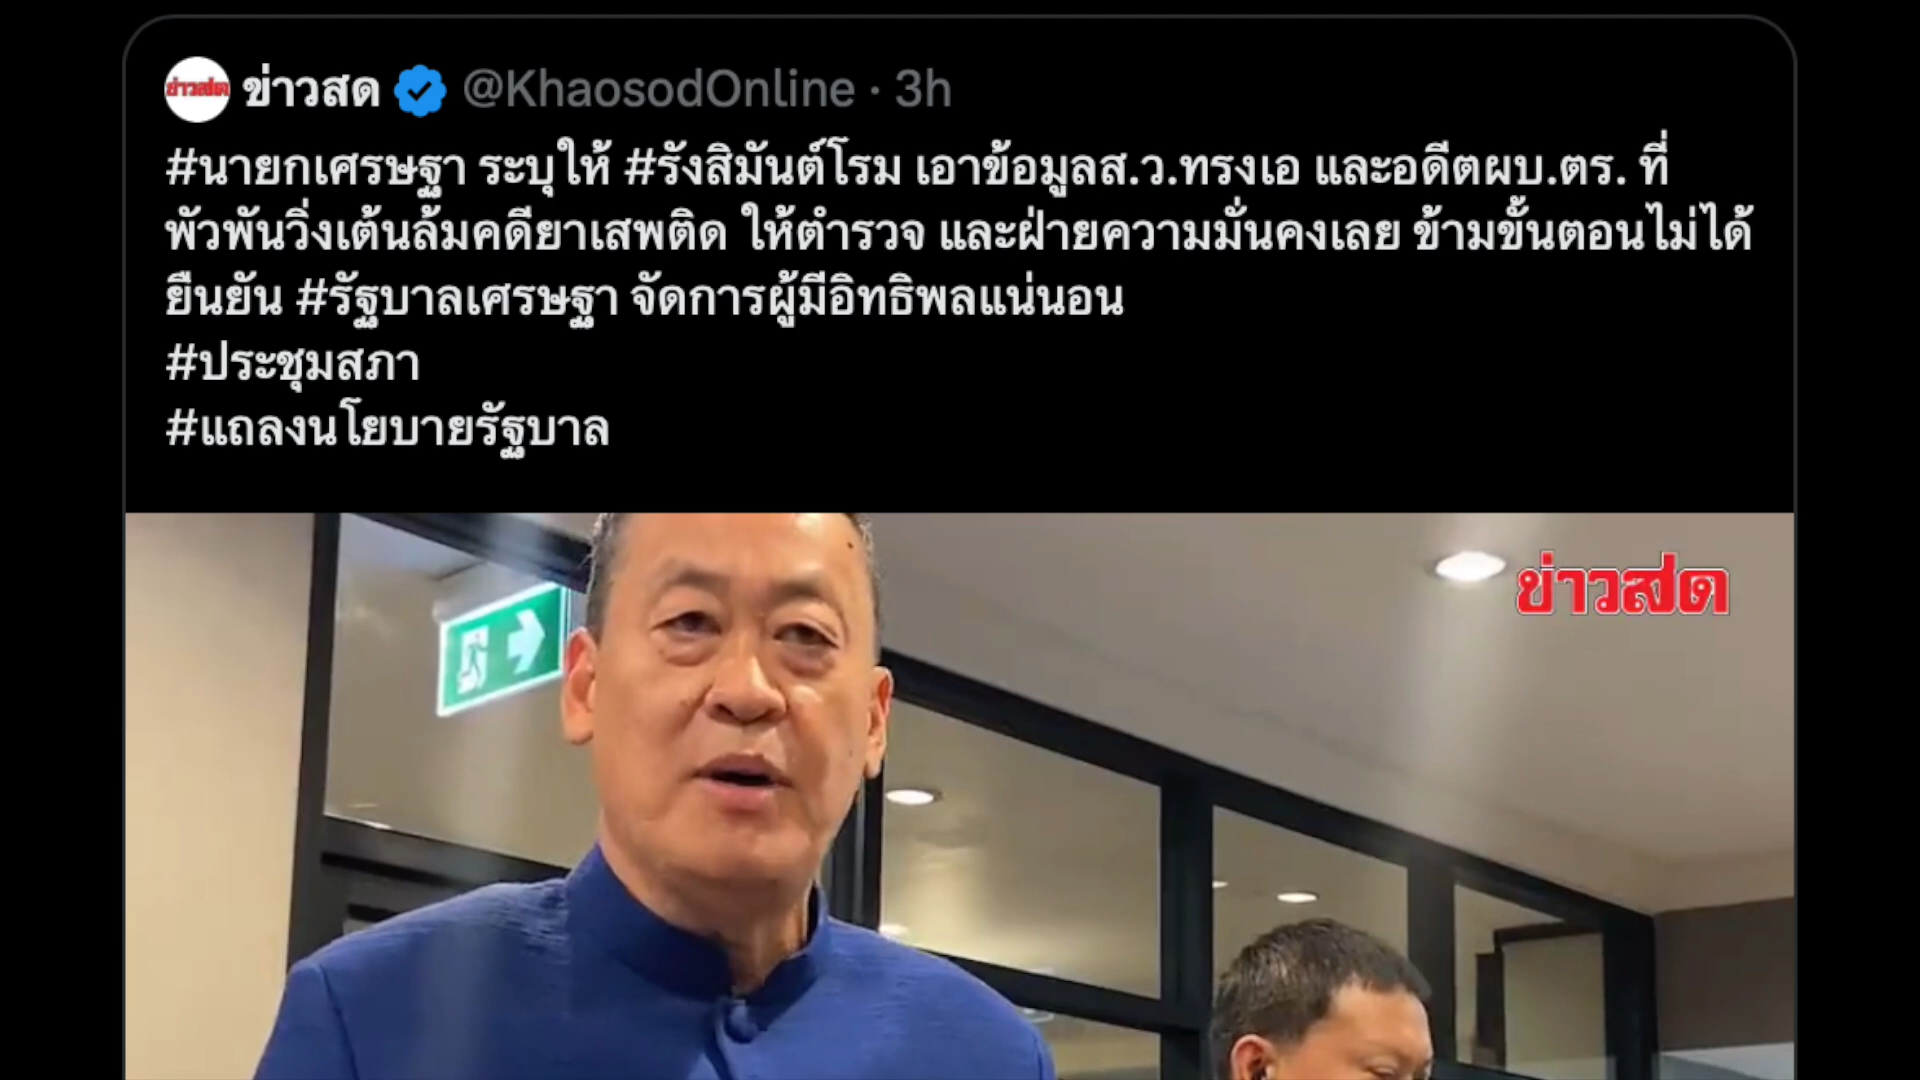 ข่าวสด
ข่าวสด @KhaosodOnline · 3h
#นายกเศรษฐา ระบุให้ #รังสิมันต์โรม เอาข้อมูลส.ว.ทรงเอ และอดีตผบ.ตร. ที่
พัวพันวิ่งเต้นล้มคดียาเสพติด ให้ตำรวจ และฝ่ายความมั่นคงเลย ข้ามขั้นตอนไม่ได้
ยืนยัน #รัฐบาลเศรษฐา จัดการผู้มีอิทธิพลแน่นอน
#ประชุมสภา
#แถลงนโยบายรัฐบาล
ข่าวสด